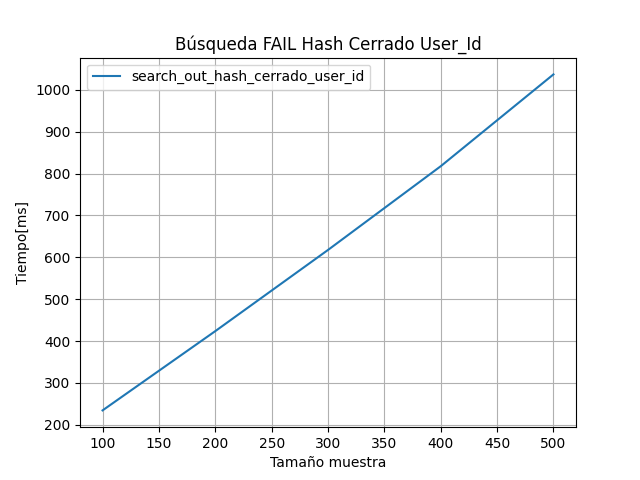 Búsqueda FAIL Hash Cerrado User_Id
search_out_hash_cerrado_user_id
1000
900
800
700
600
500
400
300
200
Tiempo[ms]
100 150 200 250 300 350 400 450 500
Tamaño muestra